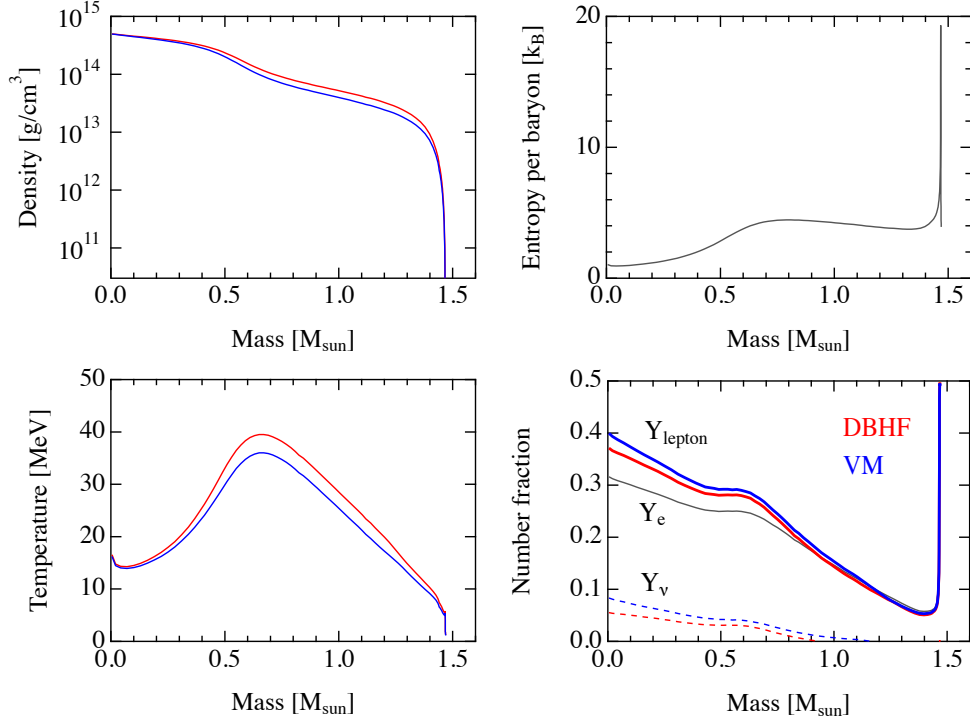 10^15
10^14
10^13
10^12
10^11
Density [g/cm^3]
0.0 0.5 1.0 1.5
Mass [M_sun]
20
10
0
Entropy per baryon [k_B]
0.0 0.5 1.0 1.5
Mass [M_sun]
50
40
30
20
10
0
Temperature [MeV]
0.0 0.5 1.0 1.5
Mass [M_sun]
0.5
0.4
0.3
0.2
0.1
0.0
Number fraction
Y_lepton
Y_e
Y_ν
DBHF
VM
0.0 0.5 1.0 1.5
Mass [M_sun]